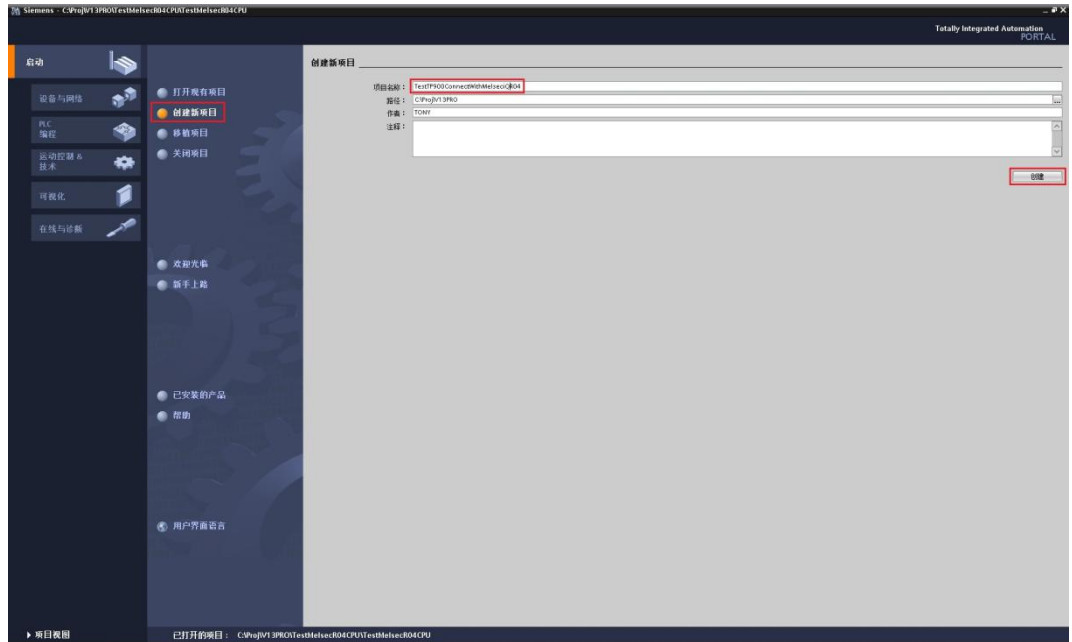 Siemens - C:\Proj\V13PRO\TestMelsecR04CPU\TestMelsecR04CPU
Totally Integrated Automation
PORTAL
启动
设备与网络
PLC
编程
运动控制 &
技术
可视化
在线与诊断
打开现有项目
创建新项目
移植项目
关闭项目
欢迎光临
新手上路
已安装的产品
帮助
用户界面语言
创建新项目
项目名称：
路径： C:\Proj\V13PRO
作者： TONY
注释：
创建
项目视图
已打开的项目： C:\Proj\V13PRO\TestMelsecR04CPU\TestMelsecR04CPU